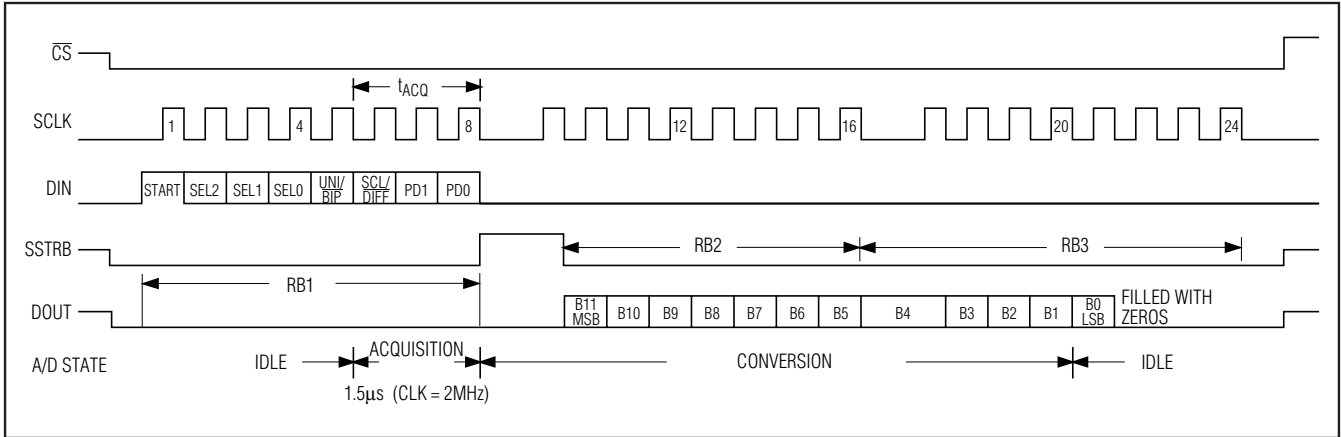 CS
tACQ
SCLK 1 4 8 12 16 20 24
DIN START SEL2 SEL1 SEL0 UNI/ BIP SCL/ DIFF PD1 PD0
SSTRB RB2 RB3
RB1
DOUT B11 MSB B10 B9 B8 B7 B6 B5 B4 B3 B2 B1 B0 LSB FILLED WITH ZEROS
A/D STATE IDLE ACQUISITION CONVERSION IDLE
1.5μs (CLK = 2MHz)